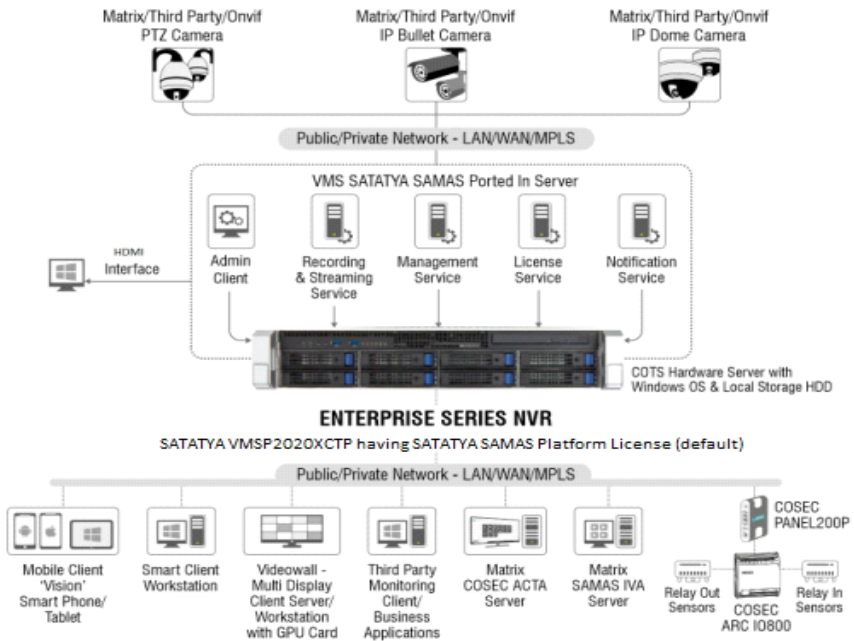 Matrix/Third Party/Onvif
PTZ Camera
Matrix/Third Party/Onvif
IP Bullet Camera
Matrix/Third Party/Onvif
IP Dome Camera
Public/Private Network - LAN/WAN/MPLS
VMS SATATYA SAMAS Ported In Server
HDMI
Interface
Admin
Client
Recording
& Streaming
Service
Management
Service
License
Service
Notification
Service
COTS Hardware Server with
Windows OS & Local Storage HDD
ENTERPRISE SERIES NVR
SATATYA VMSP2020XCTP having SATATYA SAMAS Platform License (default)
Public/Private Network - LAN/WAN/MPLS
Mobile Client
'Vision'
Smart Phone/
Tablet
Smart Client
Workstation
Videowall -
Multi Display
Client Server/
Workstation
with GPU Card
Third Party
Monitoring
Client/
Business
Applications
Matrix
COSEC ACTA
Server
Matrix
SAMAS IVA
Server
COSEC
PANEL200P
Relay Out
Sensors
COSEC
ARC IO800
Relay In
Sensors